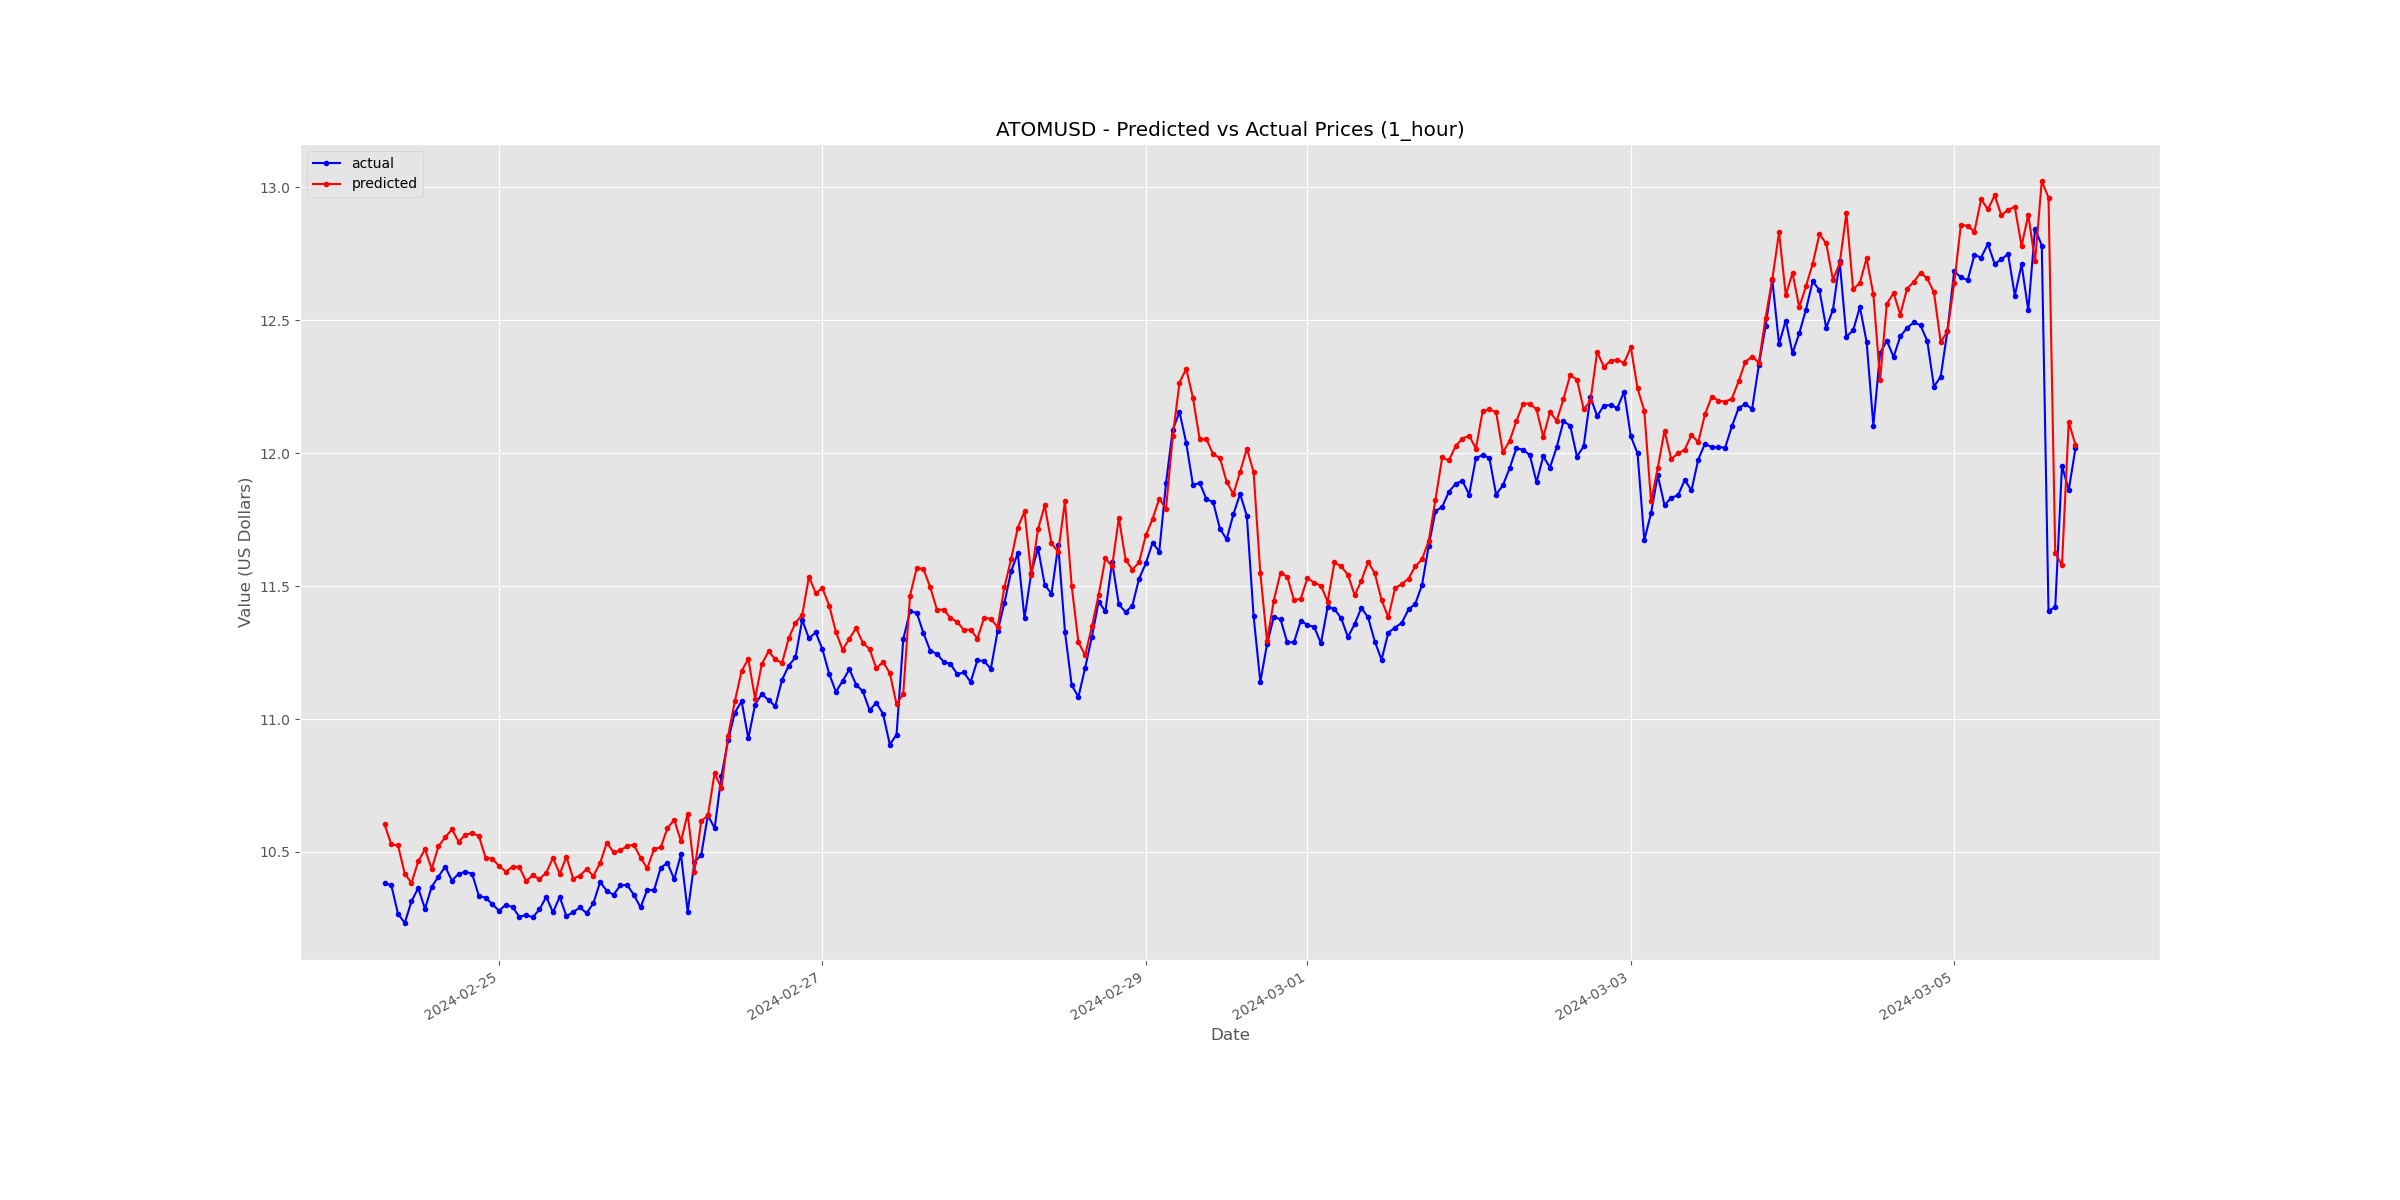 ATOMUSD - Predicted vs Actual Prices (1_hour)
actual
predicted
13.0
12.5
12.0
11.5
11.0
10.5
Value (US Dollars)
2024-02-25
2024-02-27
2024-02-29
2024-03-01
2024-03-03
2024-03-05
Date